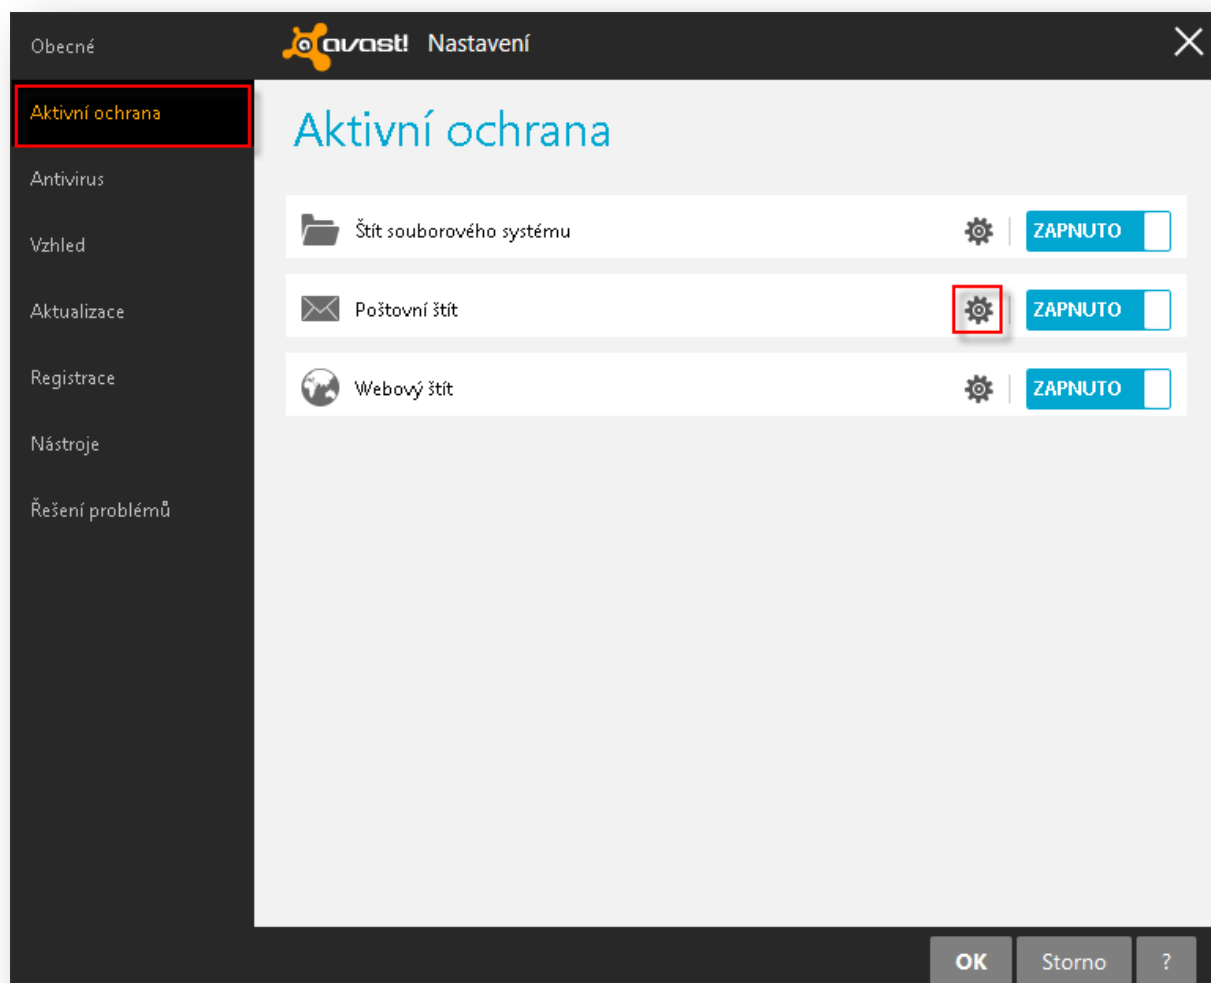 Obecné
avast! Nastavení
Aktivní ochrana
Antivirus
Vzhled
Aktualizace
Registrace
Nástroje
Řešení problémů
Aktivní ochrana
Štít souborového systému ZAPNUTO
Poštovní štít ZAPNUTO
Webový štít ZAPNUTO
OK Storno ?